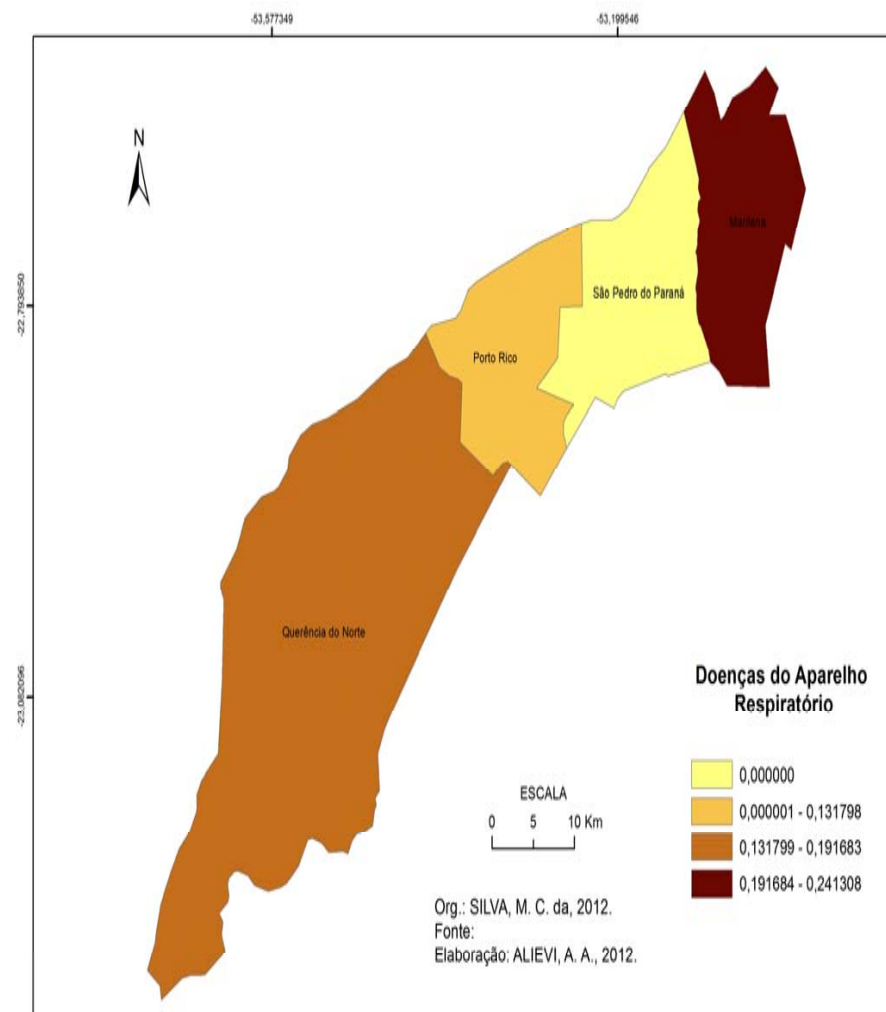 -53,577349
-53,199546
N
Marilena
-22,793850
São Pedro do Paraná
Porto Rico
Querência do Norte
-23,082096
Doenças do Aparelho
Respiratório
0,000000
0,000001 - 0,131798
0,131799 - 0,191683
0,191684 - 0,241308
ESCALA
0 5 10 Km
Org.: SILVA, M. C. da, 2012.
Fonte:
Elaboração: ALIEVI, A. A., 2012.